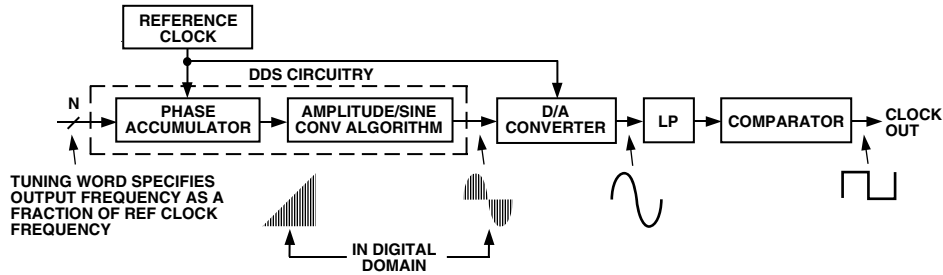 REFERENCE
CLOCK
DDS CIRCUITRY
N
PHASE
ACCUMULATOR
AMPLITUDE/SINE
CONV ALGORITHM
D/A
CONVERTER
LP
COMPARATOR
CLOCK
OUT
TUNING WORD SPECIFIES
OUTPUT FREQUENCY AS A
FRACTION OF REF CLOCK
FREQUENCY
IN DIGITAL
DOMAIN